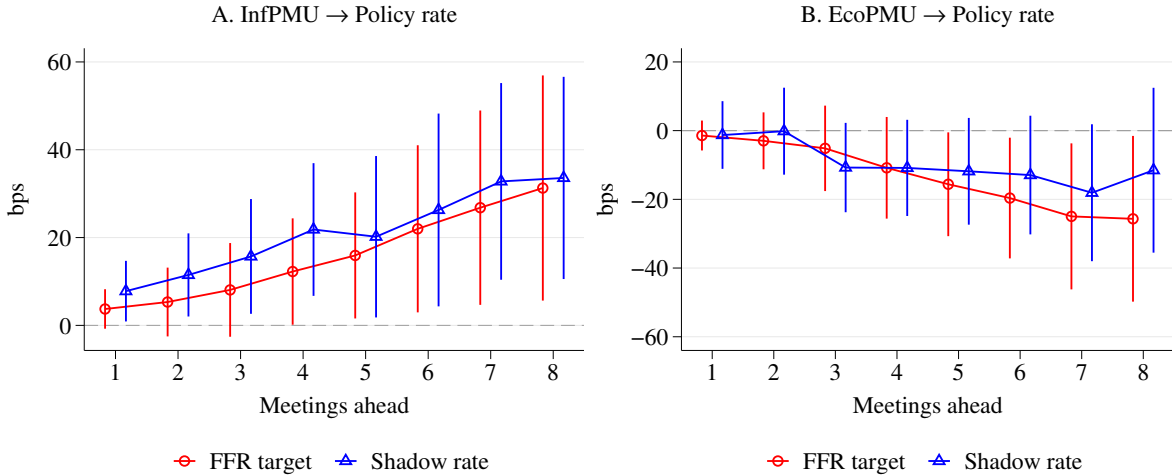 A. InfPMU → Policy rate
60
40
20
0
bps
1 2 3 4 5 6 7 8
Meetings ahead
FFR target Shadow rate
B. EcoPMU → Policy rate
20
0
−20
−40
−60
bps
1 2 3 4 5 6 7 8
Meetings ahead
FFR target Shadow rate